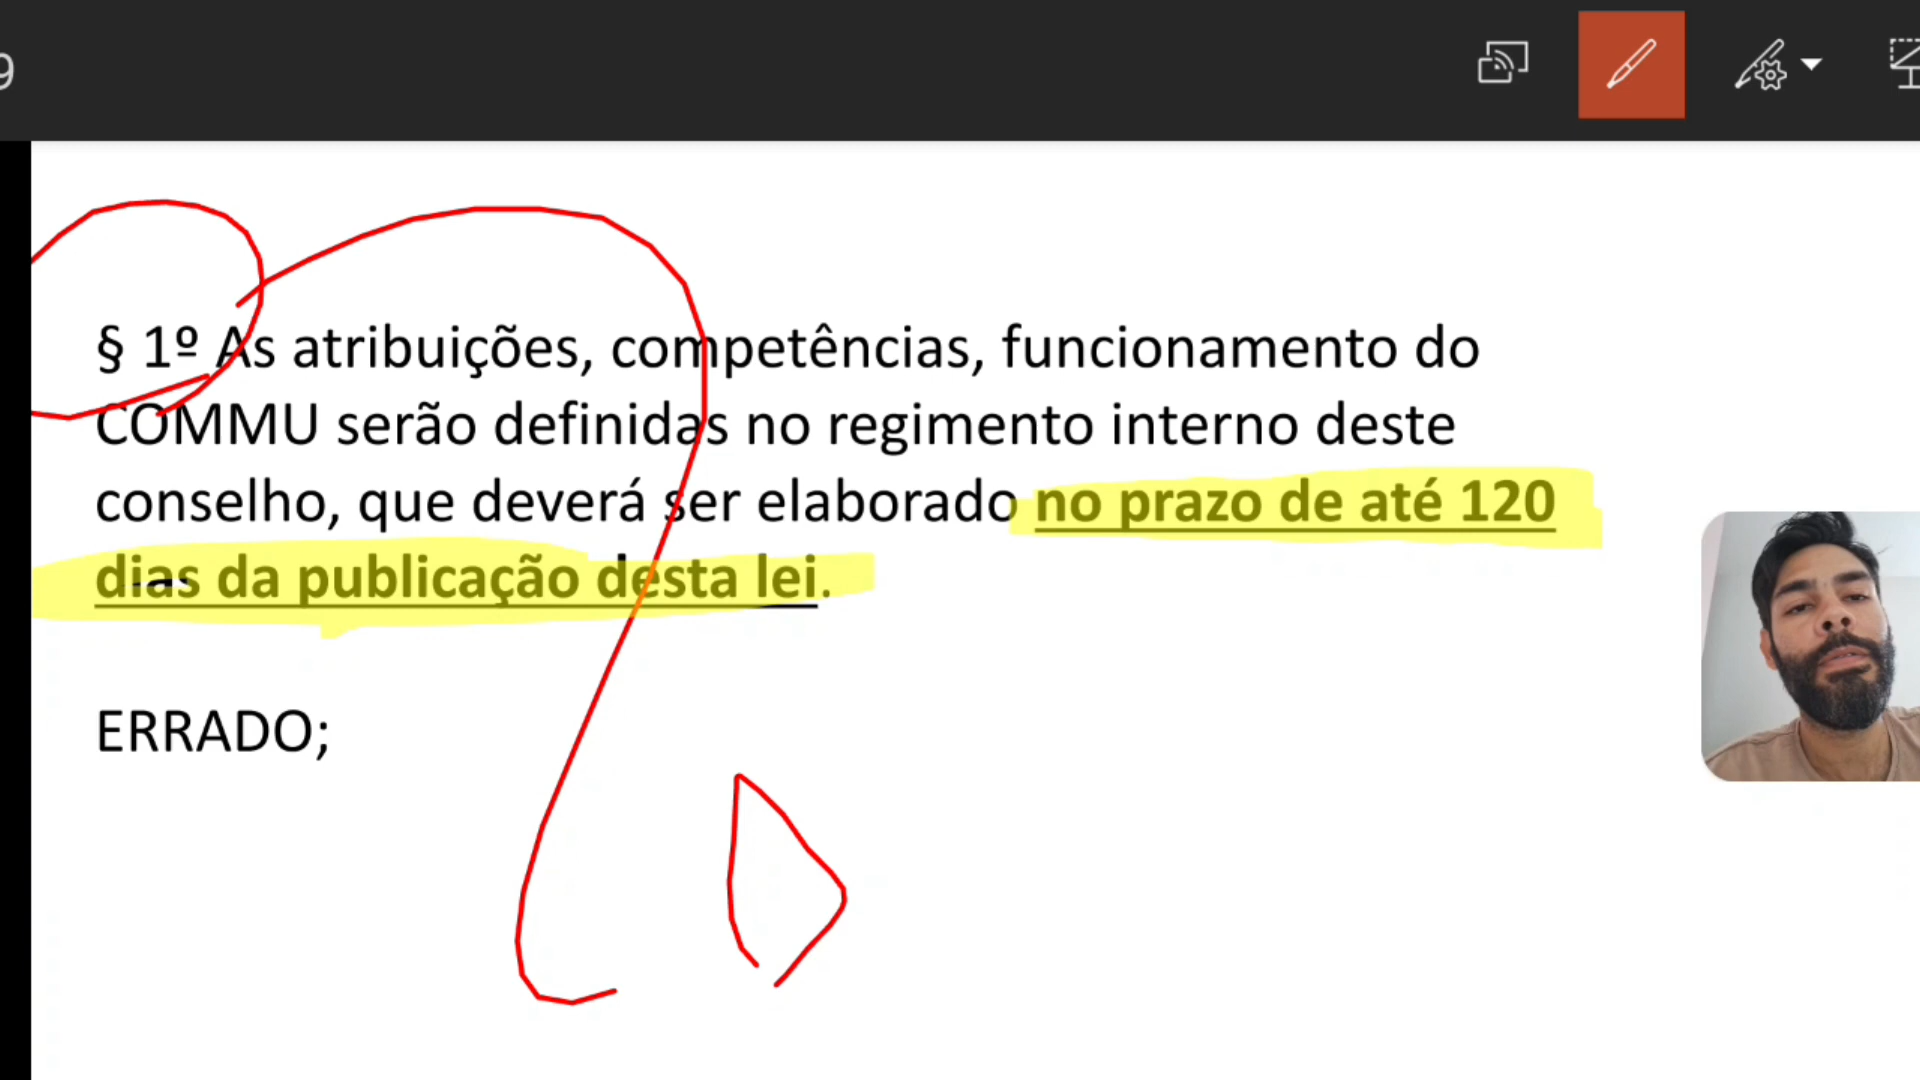 9
§ 1º As atribuições, competências, funcionamento do
COMMU serão definidas no regimento interno deste
conselho, que deverá ser elaborado no prazo de até 120
dias da publicação desta lei.
ERRADO;